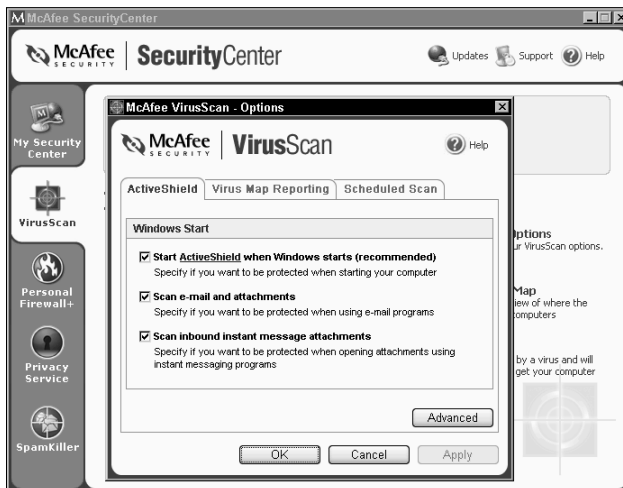 McAfee SecurityCenter
McAfee SECURITY SecurityCenter
Updates Support Help
My Security Center
VirusScan
Personal Firewall+
Privacy Service
SpamKiller
McAfee VirusScan - Options
McAfee SECURITY VirusScan
Help
ActiveShield Virus Map Reporting Scheduled Scan
Windows Start
Start ActiveShield when Windows starts (recommended)
Specify if you want to be protected when starting your computer
Scan e-mail and attachments
Specify if you want to be protected when using e-mail programs
Scan inbound instant message attachments
Specify if you want to be protected when opening attachments using
instant messaging programs
Advanced
OK Cancel Apply
Options
ur VirusScan options.
Map
iew of where the
computers
by a virus and will
get your computer